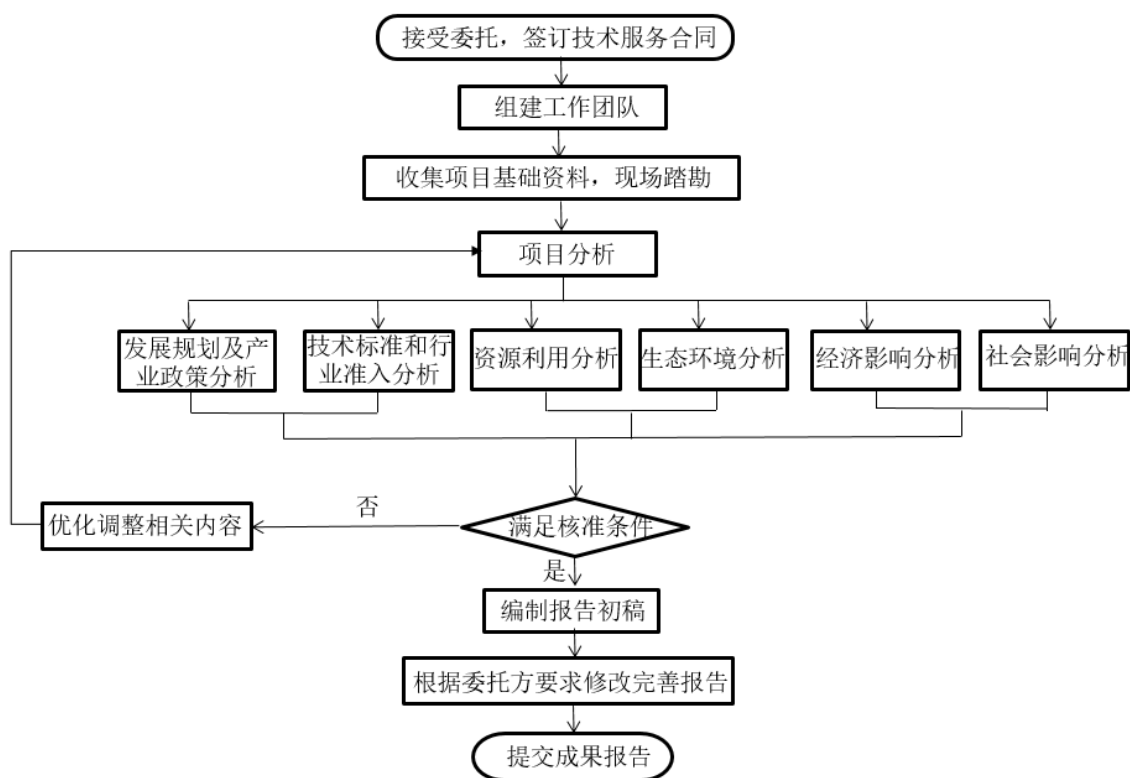 接受委托，签订技术服务合同
组建工作团队
收集项目基础资料，现场踏勘
项目分析
发展规划及产
业政策分析
技术标准和行
业准入分析
资源利用分析
生态环境分析
经济影响分析
社会影响分析
优化调整相关内容
否
满足核准条件
是
编制报告初稿
根据委托方要求修改完善报告
提交成果报告